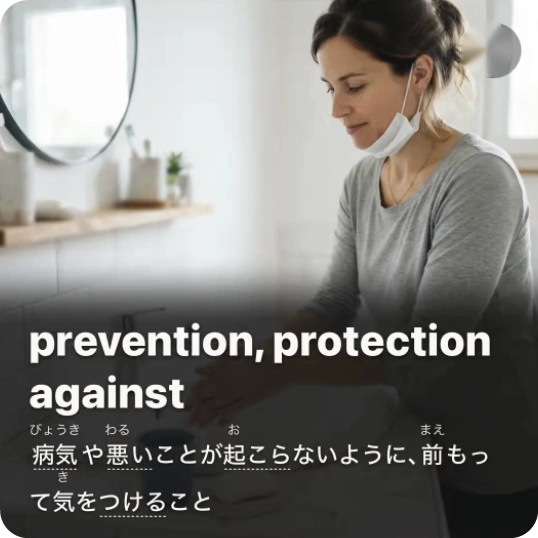 prevention, protection
against
びょうき わる お まえ
病気や悪いことが起こらないように、前もっ
き
て気をつけること